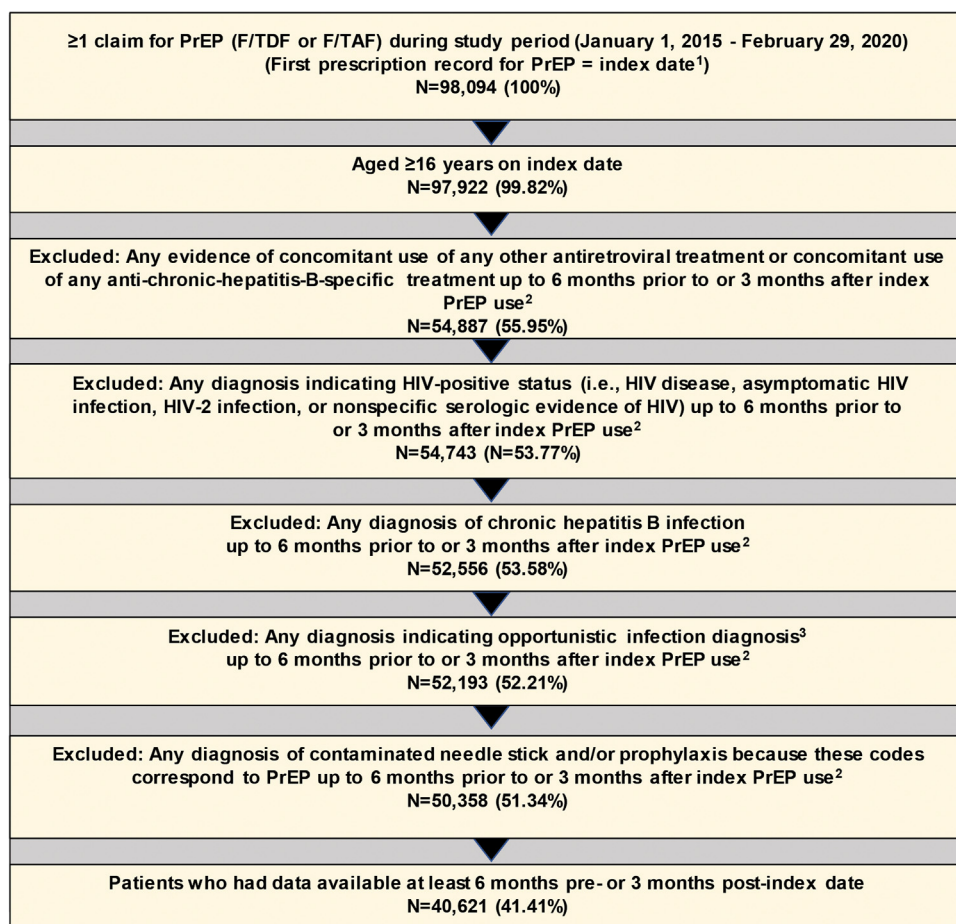 ≥1 claim for PrEP (F/TDF or F/TAF) during study period (January 1, 2015 - February 29, 2020)
(First prescription record for PrEP = index date¹)
N=98,094 (100%)
Aged ≥16 years on index date
N=97,922 (99.82%)
Excluded: Any evidence of concomitant use of any other antiretroviral treatment or concomitant use
of any anti-chronic-hepatitis-B-specific treatment up to 6 months prior to or 3 months after index
PrEP use²
N=54,887 (55.95%)
Excluded: Any diagnosis indicating HIV-positive status (i.e., HIV disease, asymptomatic HIV
infection, HIV-2 infection, or nonspecific serologic evidence of HIV) up to 6 months prior to
or 3 months after index PrEP use²
N=54,743 (N=53.77%)
Excluded: Any diagnosis of chronic hepatitis B infection
up to 6 months prior to or 3 months after index PrEP use²
N=52,556 (53.58%)
Excluded: Any diagnosis indicating opportunistic infection diagnosis³
up to 6 months prior to or 3 months after index PrEP use²
N=52,193 (52.21%)
Excluded: Any diagnosis of contaminated needle stick and/or prophylaxis because these codes
correspond to PrEP up to 6 months prior to or 3 months after index PrEP use²
N=50,358 (51.34%)
Patients who had data available at least 6 months pre- or 3 months post-index date
N=40,621 (41.41%)